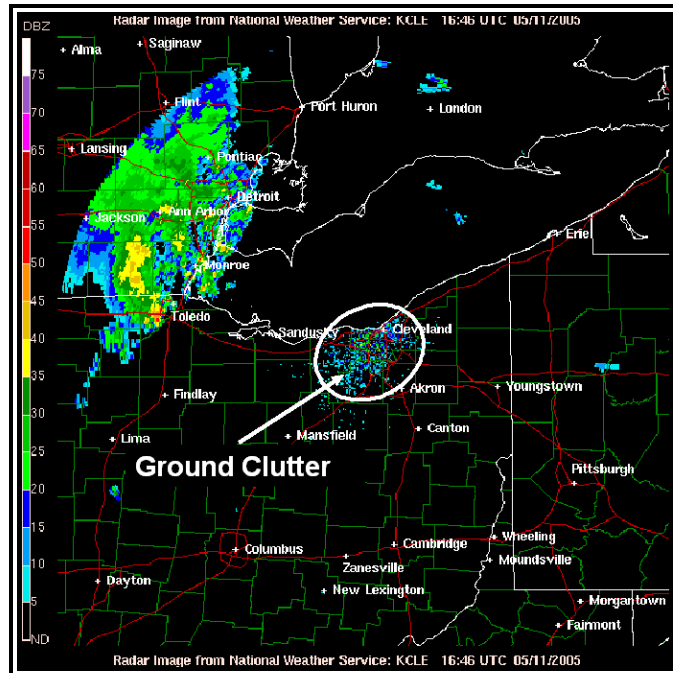 Radar Image from National Weather Service: KCLE 16:46 UTC 05/11/2005
DBZ
Alma
Saginaw
75
70
65
60
55
50
45
40
35
30
25
20
15
10
5
ND
Flint
Port Huron
London
Lansing
Pontiac
Detroit
Jackson
Ann Arbor
Erie
Monroe
Toledo
Sandusky
Cleveland
Findlay
Akron
Youngstown
Lima
Mansfield
Canton
Ground Clutter
Pittsburgh
Columbus
Cambridge
Wheeling
Zanesville
Moundsville
Dayton
New Lexington
Morgantown
Fairmont
Radar Image from National Weather Service: KCLE 16:46 UTC 05/11/2005